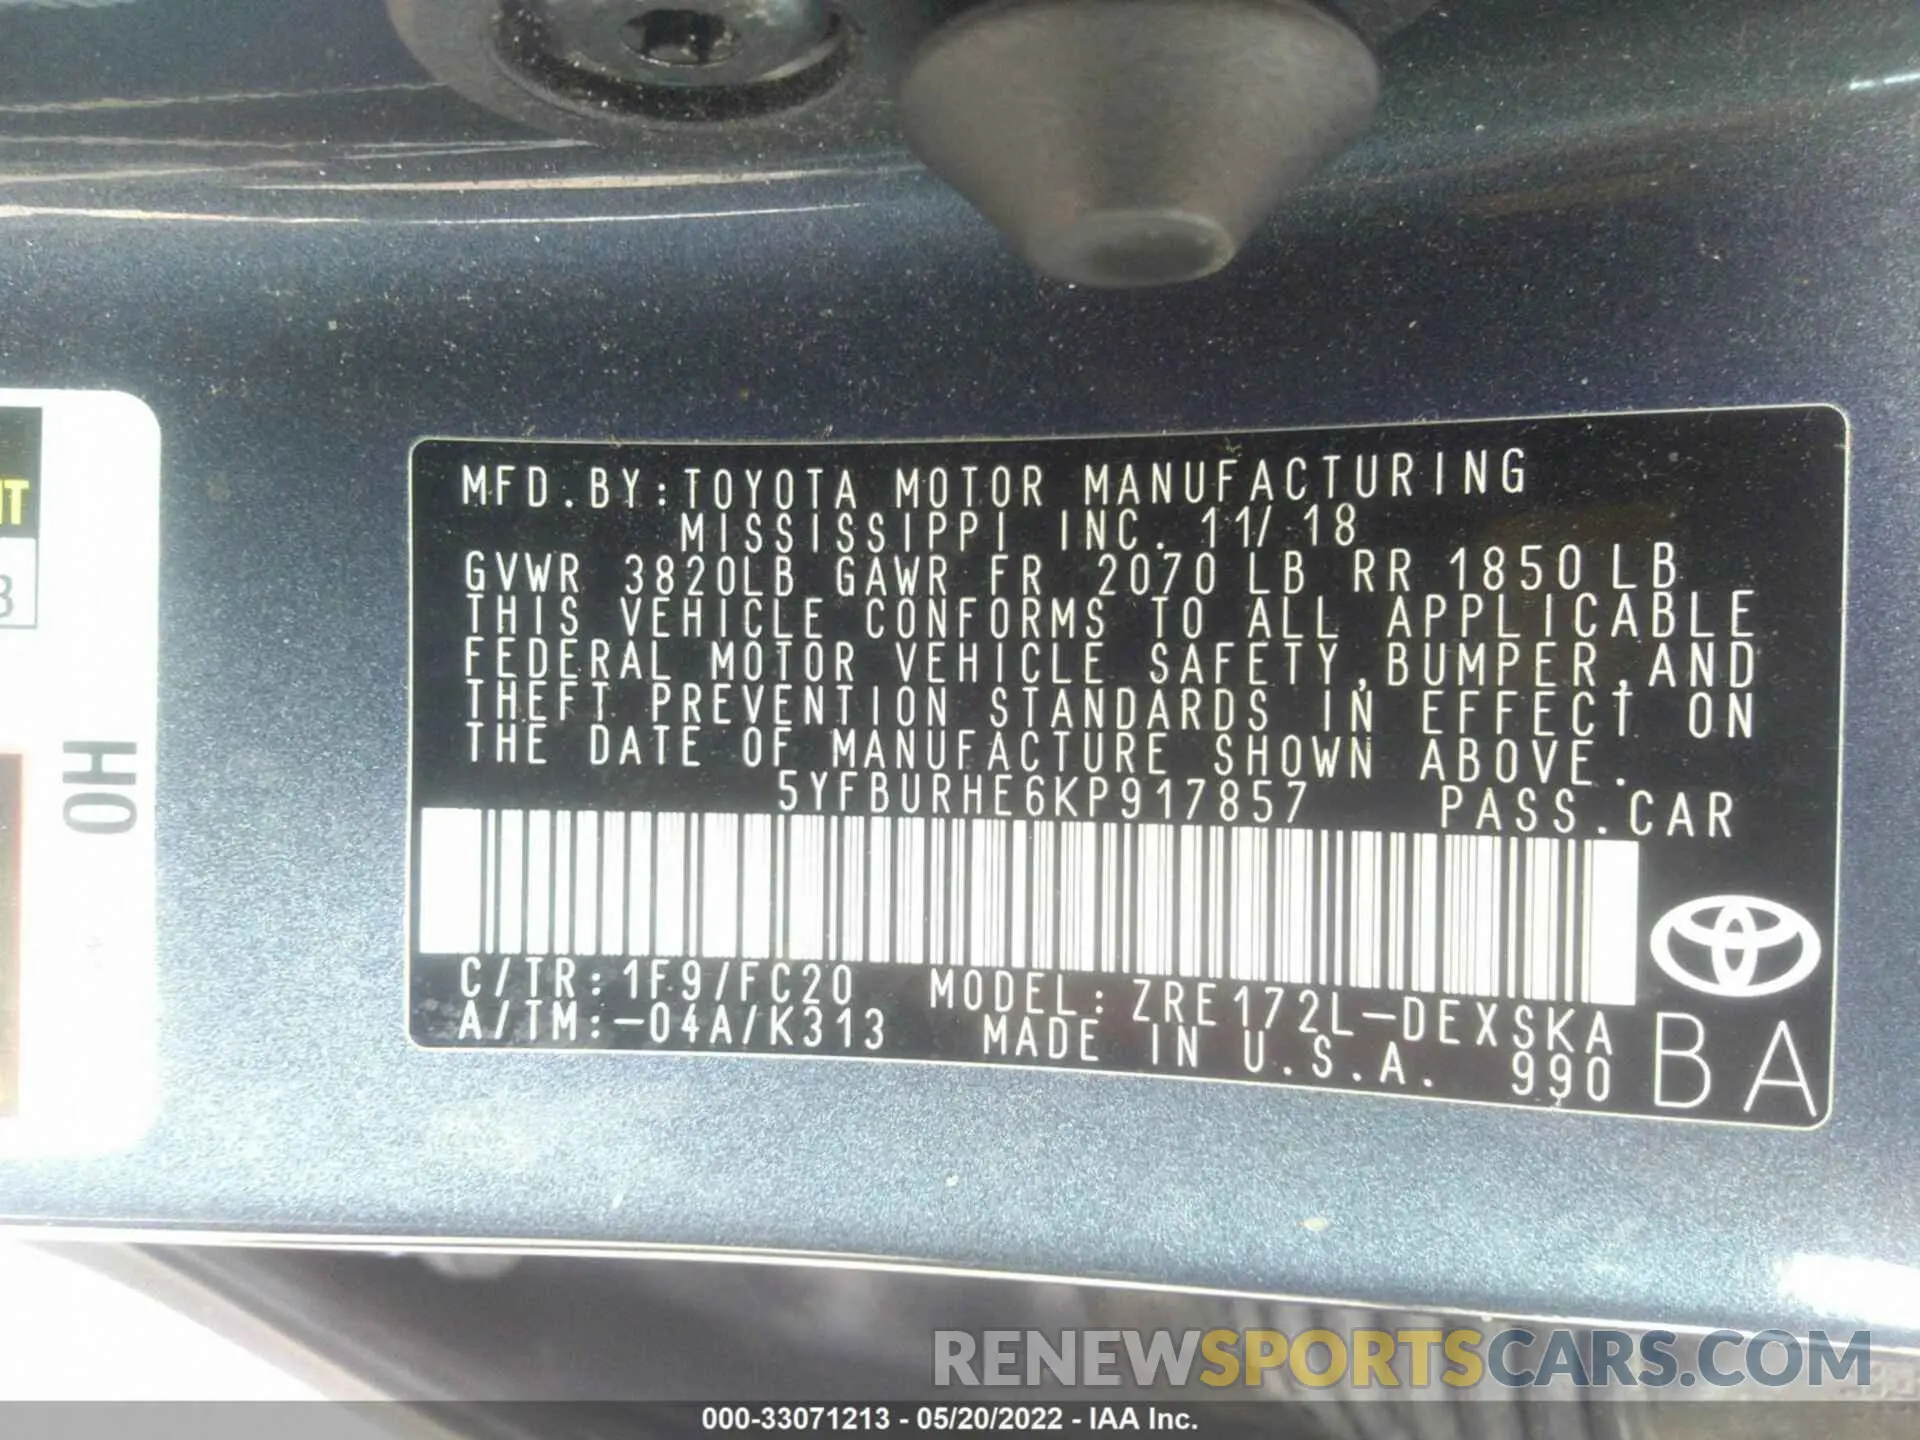 MFD.BY:TOYOTA MOTOR MANUFACTURING
MISSISSIPPI INC. 11/18
GVWR 3820LB GAWR FR 2070 LB RR 1850LB
THIS VEHICLE CONFORMS TO ALL APPLICABLE
FEDERAL MOTOR VEHICLE SAFETY,BUMPER,AND
THEFT PREVENTION STANDARDS IN EFFECT ON
THE DATE OF MANUFACTURE SHOWN ABOVE.
5YFBURHE6KP917857 PASS.CAR
C/TR:1F9/FC20 MODEL:ZRE172L-DEXSKA
A/TM:-04A/K313 MADE IN U.S.A. 990
BA
OH
RENEWSPORTSCARS.COM
000-33071213 - 05/20/2022 - IAA Inc.